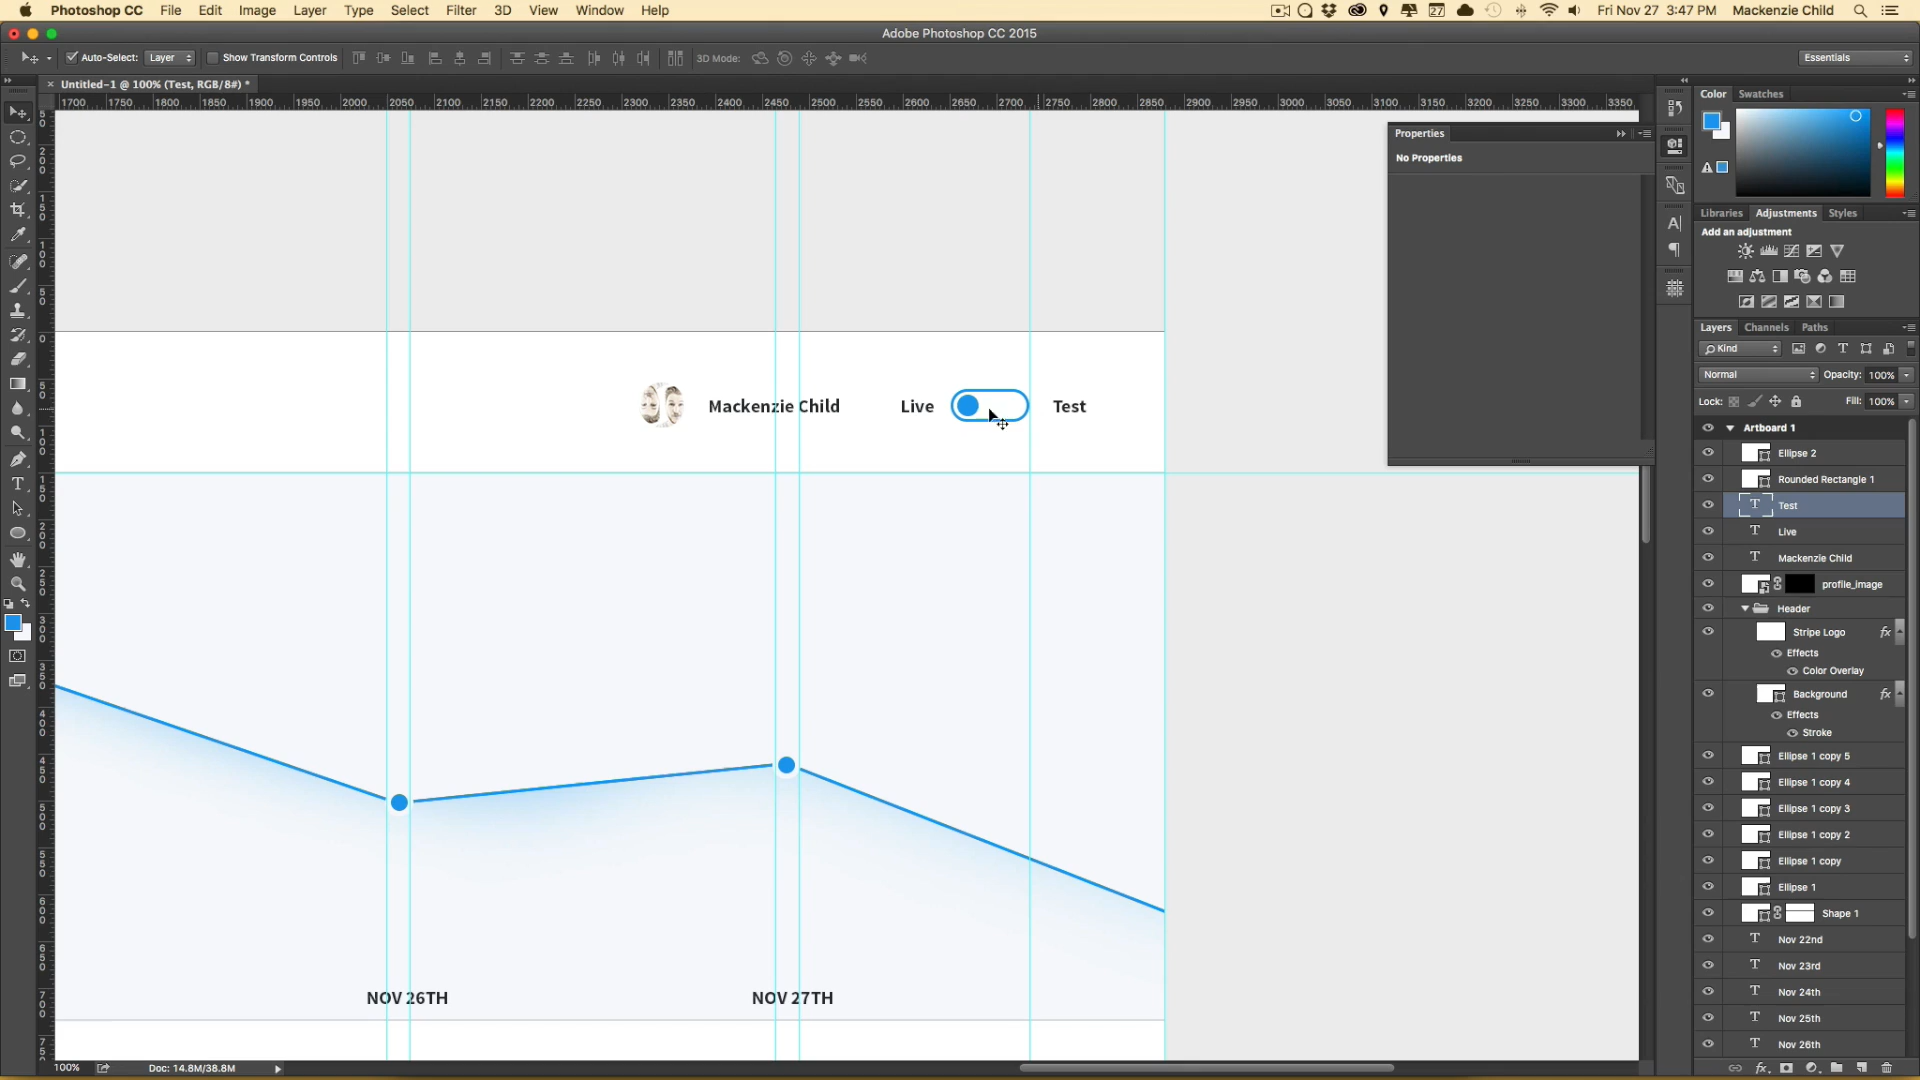 Photoshop CC File Edit Image Layer Type Select Filter 3D View Window Help 27 Fri Nov 27 3:47 PM Mackenzie Child
Adobe Photoshop CC 2015
Auto-Select: Layer Show Transform Controls 3D Mode: Essentials
Untitled-1 @ 100% (Test, RGB/8#) *
1700 1750 1800 1850 1900 1950 2000 2050 2100 2150 2200 2250 2300 2350 2400 2450 2500 2550 2600 2650 2700 2750 2800 2850 2900 2950 3000 3050 3100 3150 3200 3250 3300 3350
Color Swatches
Properties
No Properties
Libraries Adjustments Styles
Add an adjustment
Layers Channels Paths
Kind
Normal Opacity: 100%
Lock: Fill: 100%
Artboard 1
Ellipse 2
Rounded Rectangle 1
Test
Live
Mackenzie Child
profile_image
Header
Stripe Logo fx
Effects
Color Overlay
Background fx
Effects
Stroke
Ellipse 1 copy 5
Ellipse 1 copy 4
Ellipse 1 copy 3
Ellipse 1 copy 2
Ellipse 1 copy
Ellipse 1
Shape 1
Nov 22nd
Nov 23rd
Nov 24th
Nov 25th
Nov 26th
Mackenzie Child Live Test
NOV 26TH NOV 27TH
100% Doc: 14.8M/38.8M